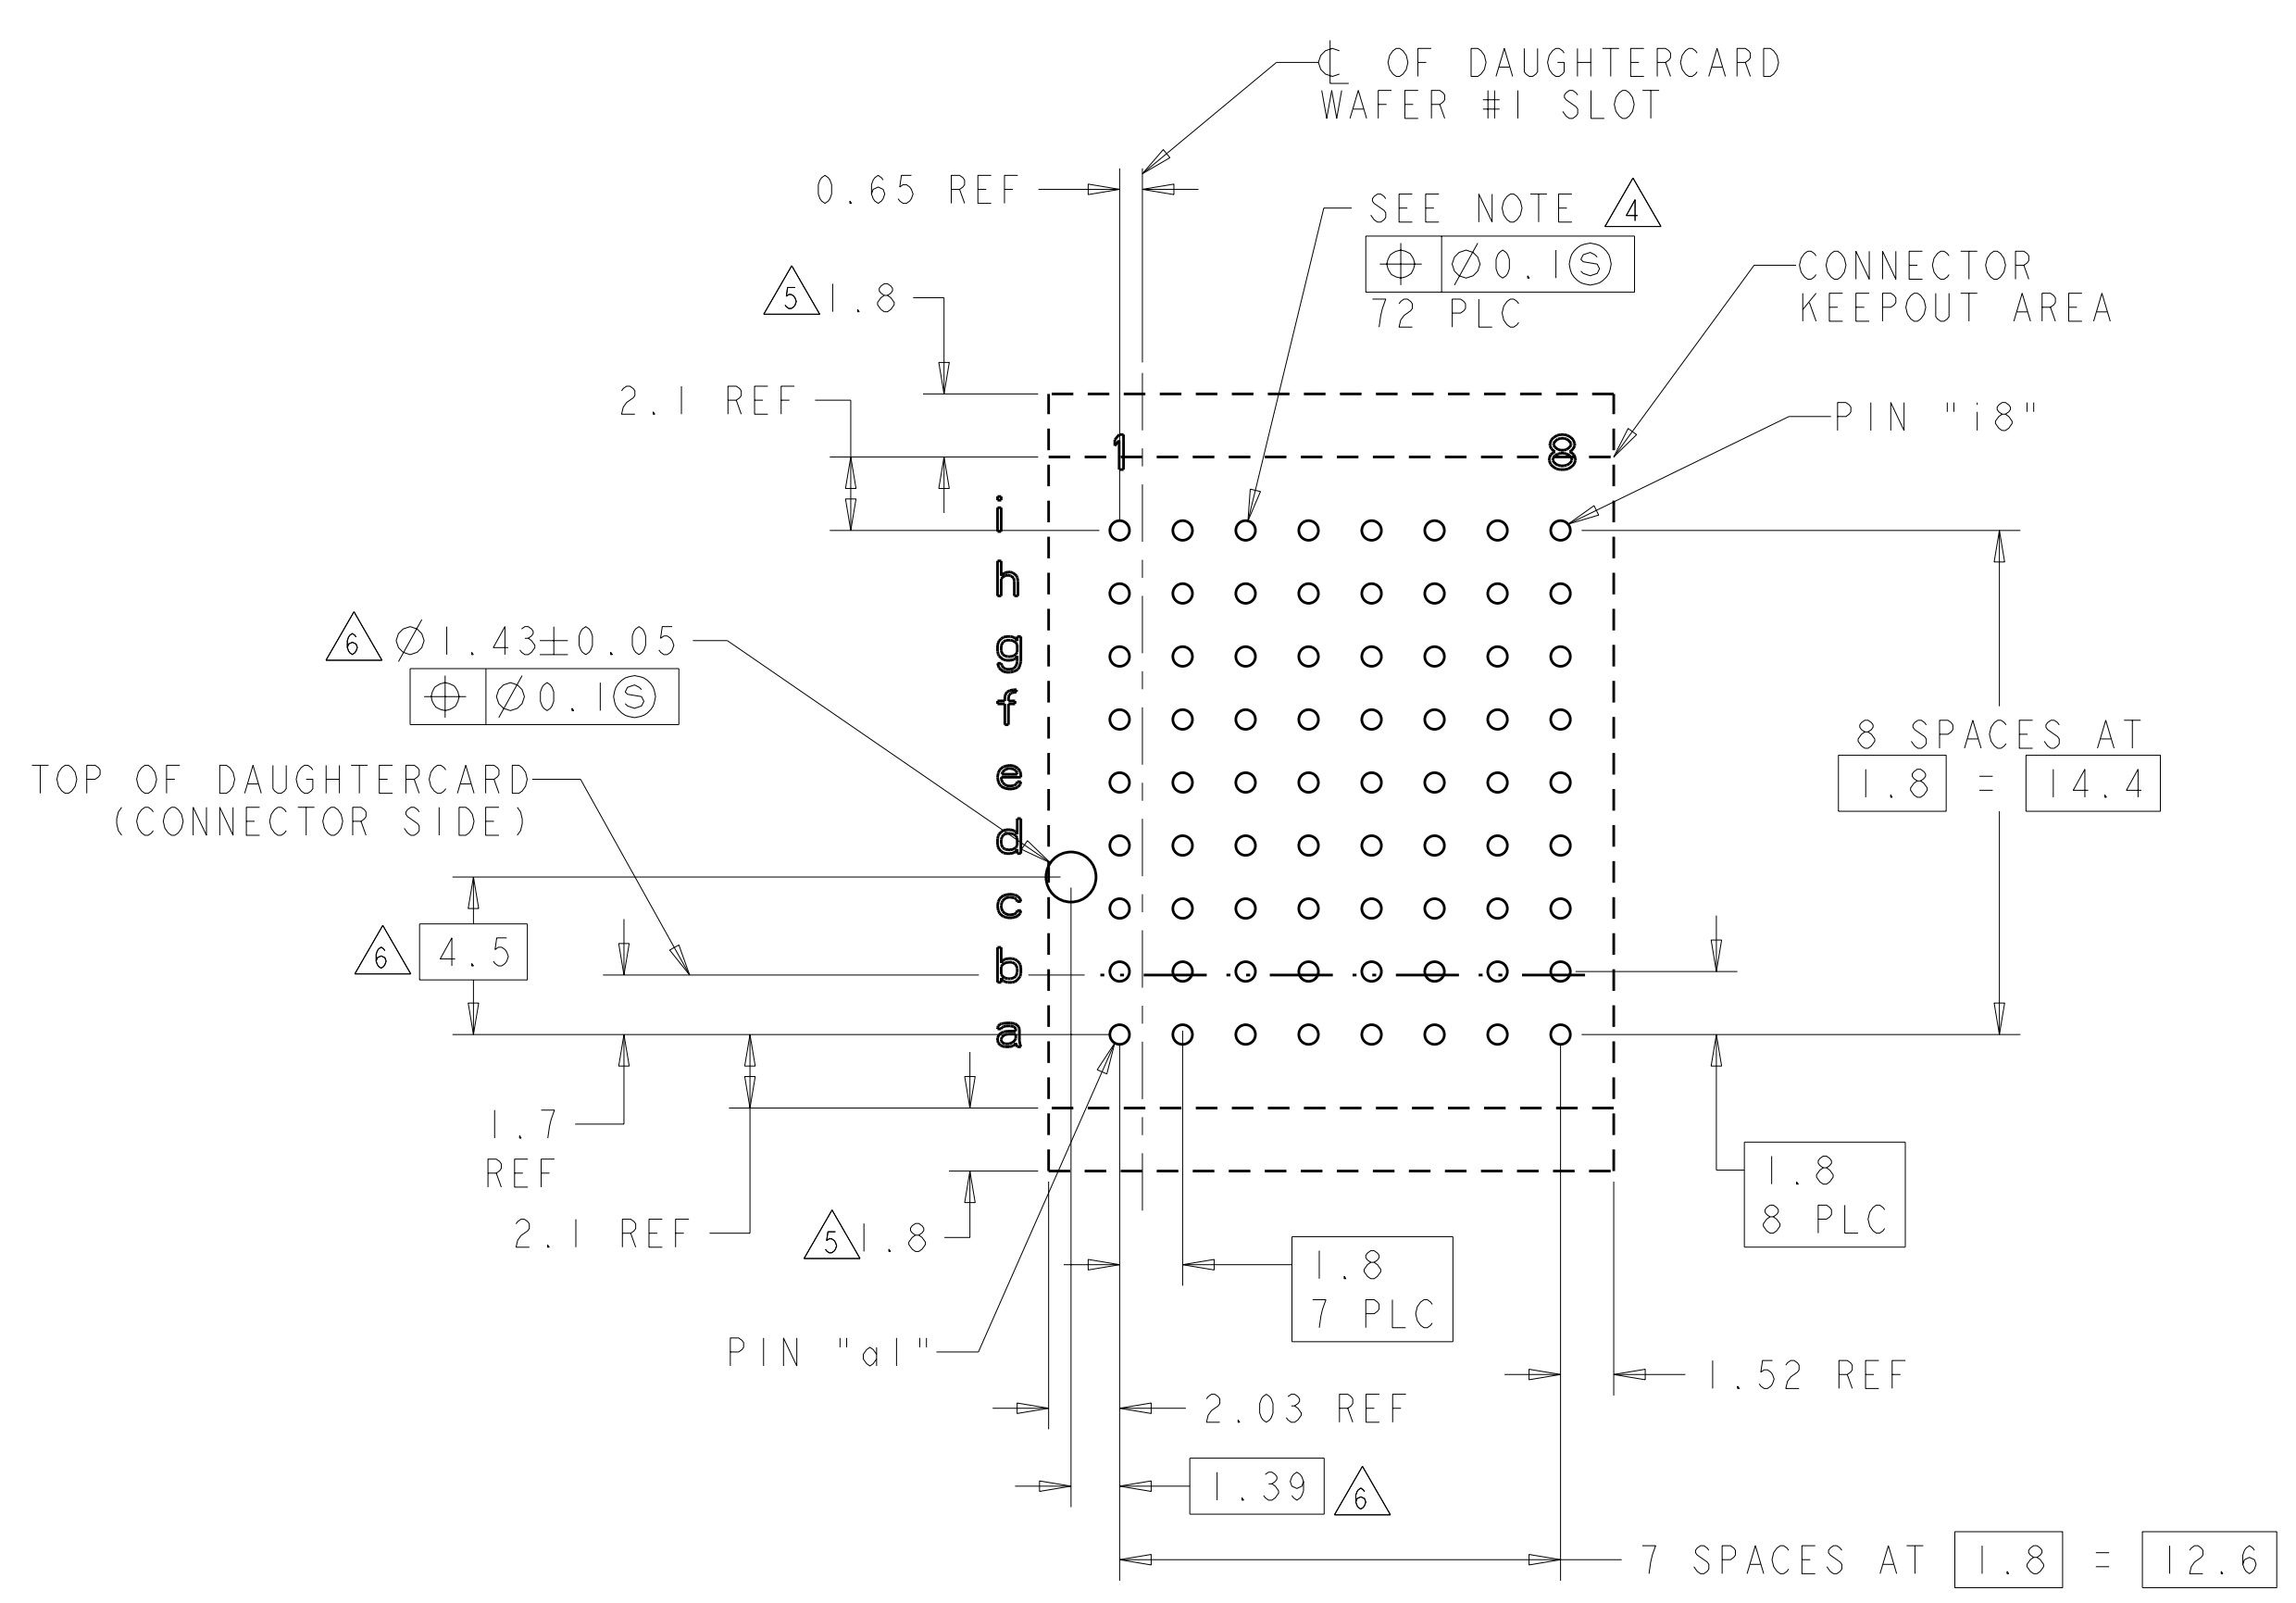 ℄ OF DAUGHTERCARD
WAFER #1 SLOT
0.65 REF
SEE NOTE 4
⌖ ⌀0.1Ⓢ
72 PLC
CONNECTOR
KEEPOUT AREA
5 1.8
2.1 REF
PIN "i8"
1
8
i
h
g
f
e
d
c
b
a
6 ⌀1.43±0.05
⌖ ⌀0.1Ⓢ
8 SPACES AT
1.8 = 14.4
TOP OF DAUGHTERCARD
(CONNECTOR SIDE)
6 4.5
1.7
REF
2.1 REF
5 1.8
1.8
8 PLC
1.8
7 PLC
PIN "a1"
1.52 REF
2.03 REF
1.39 6
7 SPACES AT 1.8 = 12.6